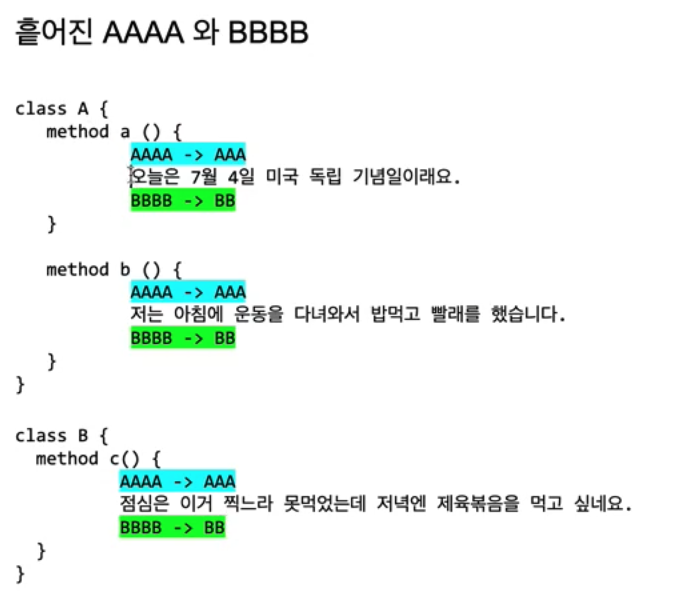 흩어진 AAAA 와 BBBB
class A {
method a () {
AAAA -> AAA
오늘은 7월 4일 미국 독립 기념일이래요.
BBBB -> BB
}
method b () {
AAAA -> AAA
저는 아침에 운동을 다녀와서 밥먹고 빨래를 했습니다.
BBBB -> BB
}
}
class B {
method c() {
AAAA -> AAA
점심은 이거 찍느라 못먹었는데 저녁엔 제육볶음을 먹고 싶네요.
BBBB -> BB
}
}